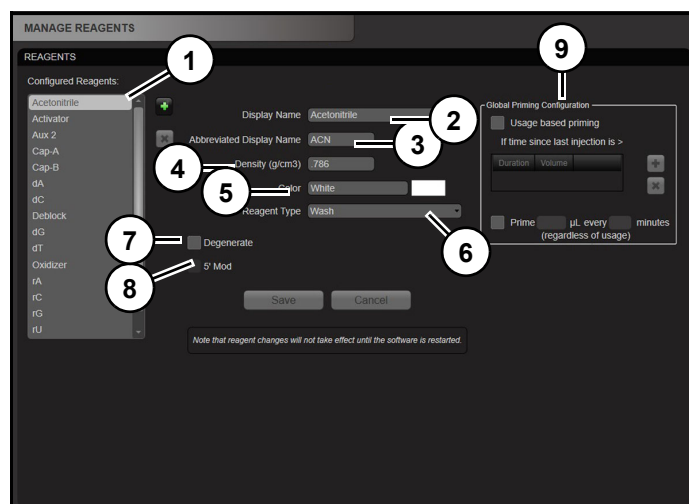 MANAGE REAGENTS
REAGENTS
9
1
Configured Reagents:
Acetonitrile
Activator
Aux 2
Cap-A
Cap-B
dA
dC
Deblock
dG
dT
Oxidizer
rA
rC
rG
rU
Display Name Acetonitrile 2
Abbreviated Display Name ACN 3
4 Density (g/cm3) .786
5 Color White
Reagent Type Wash 6
7 Degenerate
8 5' Mod
Save Cancel
Note that reagent changes will not take effect until the software is restarted.
Global Priming Configuration
Usage based priming
If time since last injection is >
Duration Volume
Prime µL every minutes
(regardless of usage)